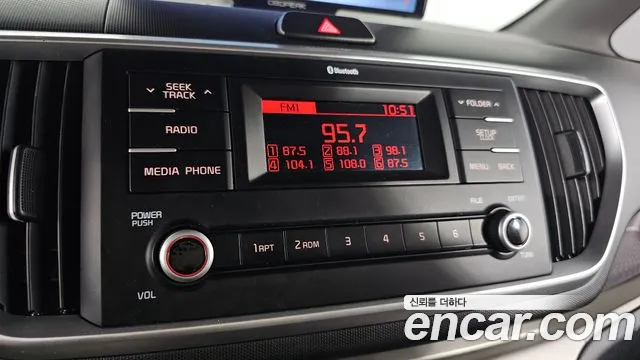 Bluetooth
SEEK
TRACK
RADIO
MEDIA PHONE
FM1 10:51
95.7
1 87.5 2 88.1 3 98.1
4 104.1 5 108.0 6 87.5
FOLDER
SETUP
CLOCK
MENU BACK
POWER
PUSH
VOL
1 RPT 2 RDM 3 4 5 6
FILE ENTER
TUNE
신뢰를 더하다
encar.com